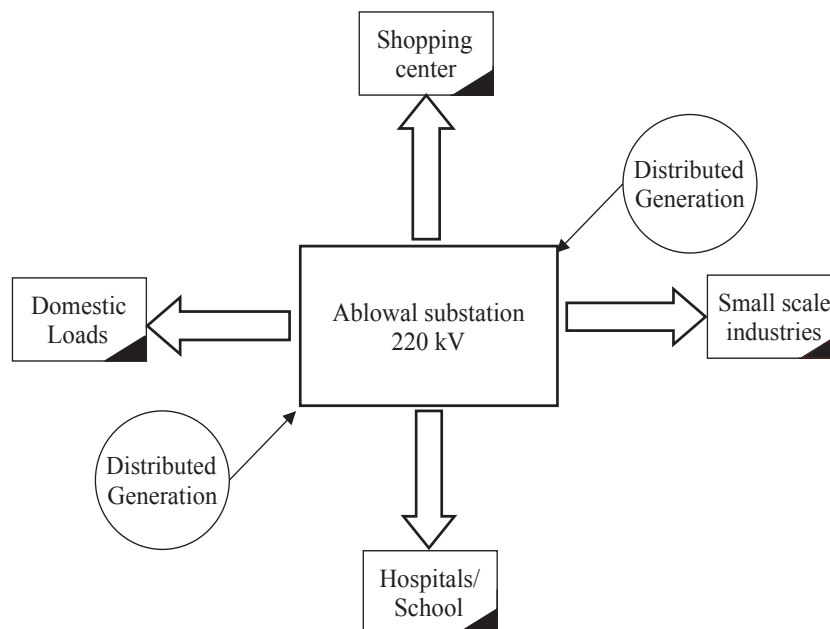 Shopping
center
Distributed
Generation
Domestic
Loads
Ablowal substation
220 kV
Small scale
industries
Distributed
Generation
Hospitals/
School